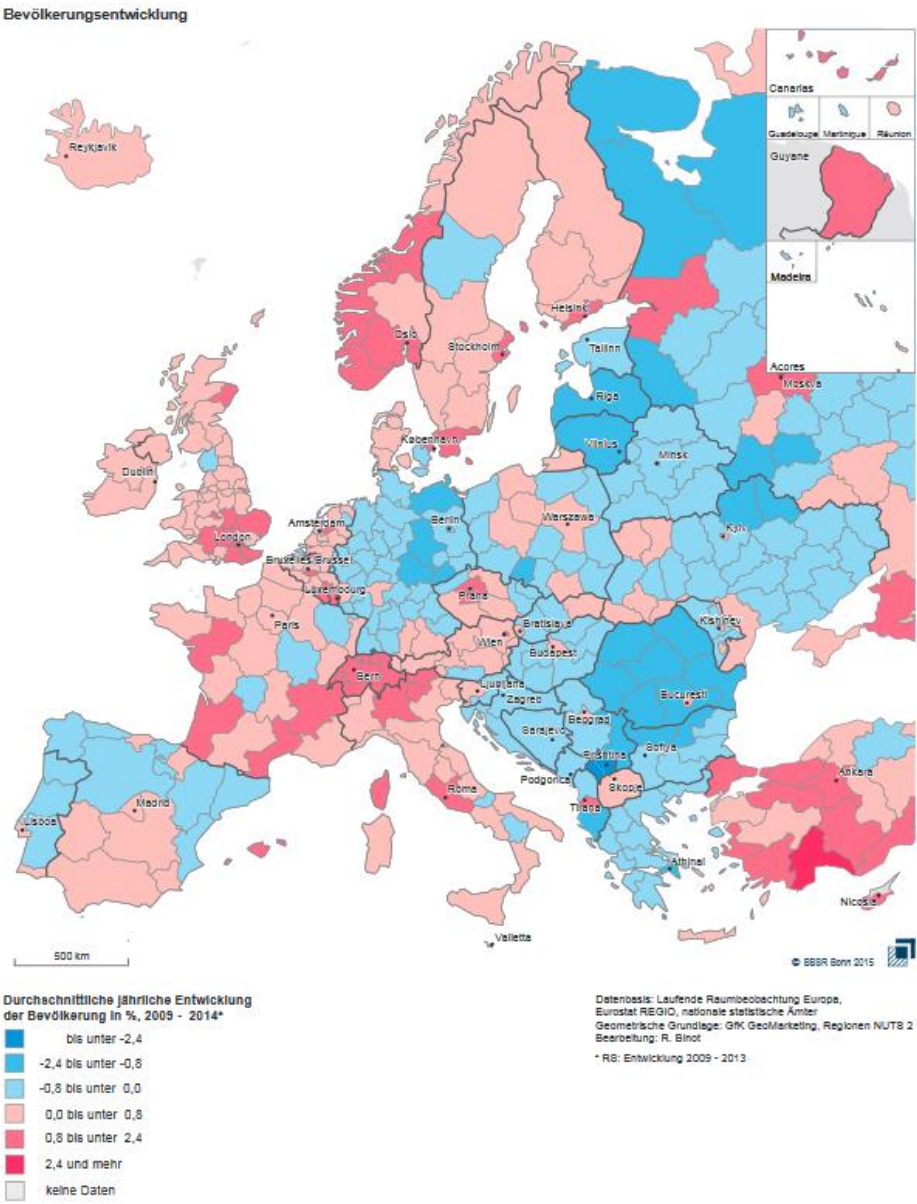 Bevölkerungsentwicklung
Canarias
Guadeloupe
Martinique
Réunion
Guyane
Madeira
Acores
Reykjavik
Helsinki
Oslo
Stockholm
Tallinn
Moskva
Riga
København
Vilnius
Minsk
Dublin
Amsterdam
Berlin
Warszawa
London
Kyiv
Bruxelles/Brussel
Luxembourg
Praha
Paris
Bratislava
Kishinev
Wien
Budapest
Bern
Ljubljana
Zagreb
Bucuresti
Beograd
Sarajevo
Prishtina
Sofiya
Podgorica
Skopje
Ankara
Madrid
Roma
Tirana
Lisboa
Athinai
Nicosia
Valletta
500 km
© BBSR Bonn 2015
Durchschnittliche jährliche Entwicklung
der Bevölkerung in %, 2009 - 2014*
bis unter -2,4
-2,4 bis unter -0,8
-0,8 bis unter 0,0
0,0 bis unter 0,8
0,8 bis unter 2,4
2,4 und mehr
keine Daten
Datenbasis: Laufende Raumbeobachtung Europa,
Eurostat REGIO, nationale statistische Ämter
Geometrische Grundlage: GfK GeoMarketing, Regionen NUTS 2
Bearbeitung: R. Binot
* RS: Entwicklung 2009 - 2013